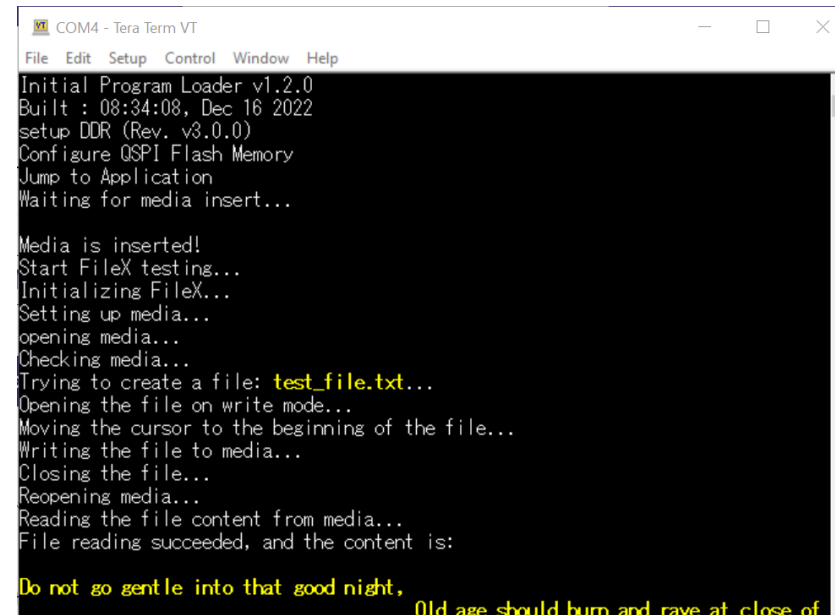 COM4 - Tera Term VT
File Edit Setup Control Window Help
Initial Program Loader v1.2.0
Built : 08:34:08, Dec 16 2022
setup DDR (Rev. v3.0.0)
Configure QSPI Flash Memory
Jump to Application
Waiting for media insert...
Media is inserted!
Start FileX testing...
Initializing FileX...
Setting up media...
opening media...
Checking media...
Trying to create a file: test_file.txt...
Opening the file on write mode...
Moving the cursor to the beginning of the file...
Writing the file to media...
Closing the file...
Reopening media...
Reading the file content from media...
File reading succeeded, and the content is:
Do not go gentle into that good night,
Old age should burn and rave at close of